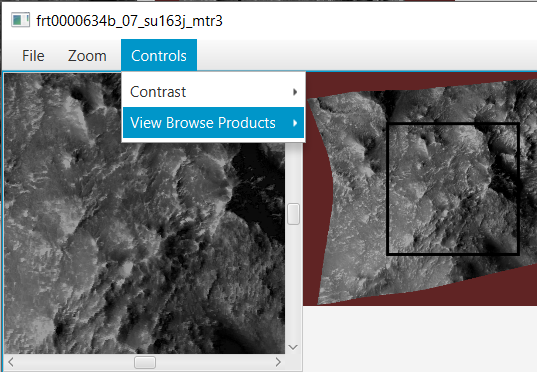 frt0000634b_07_su163j_mtr3
File Zoom Controls
Contrast
View Browse Products